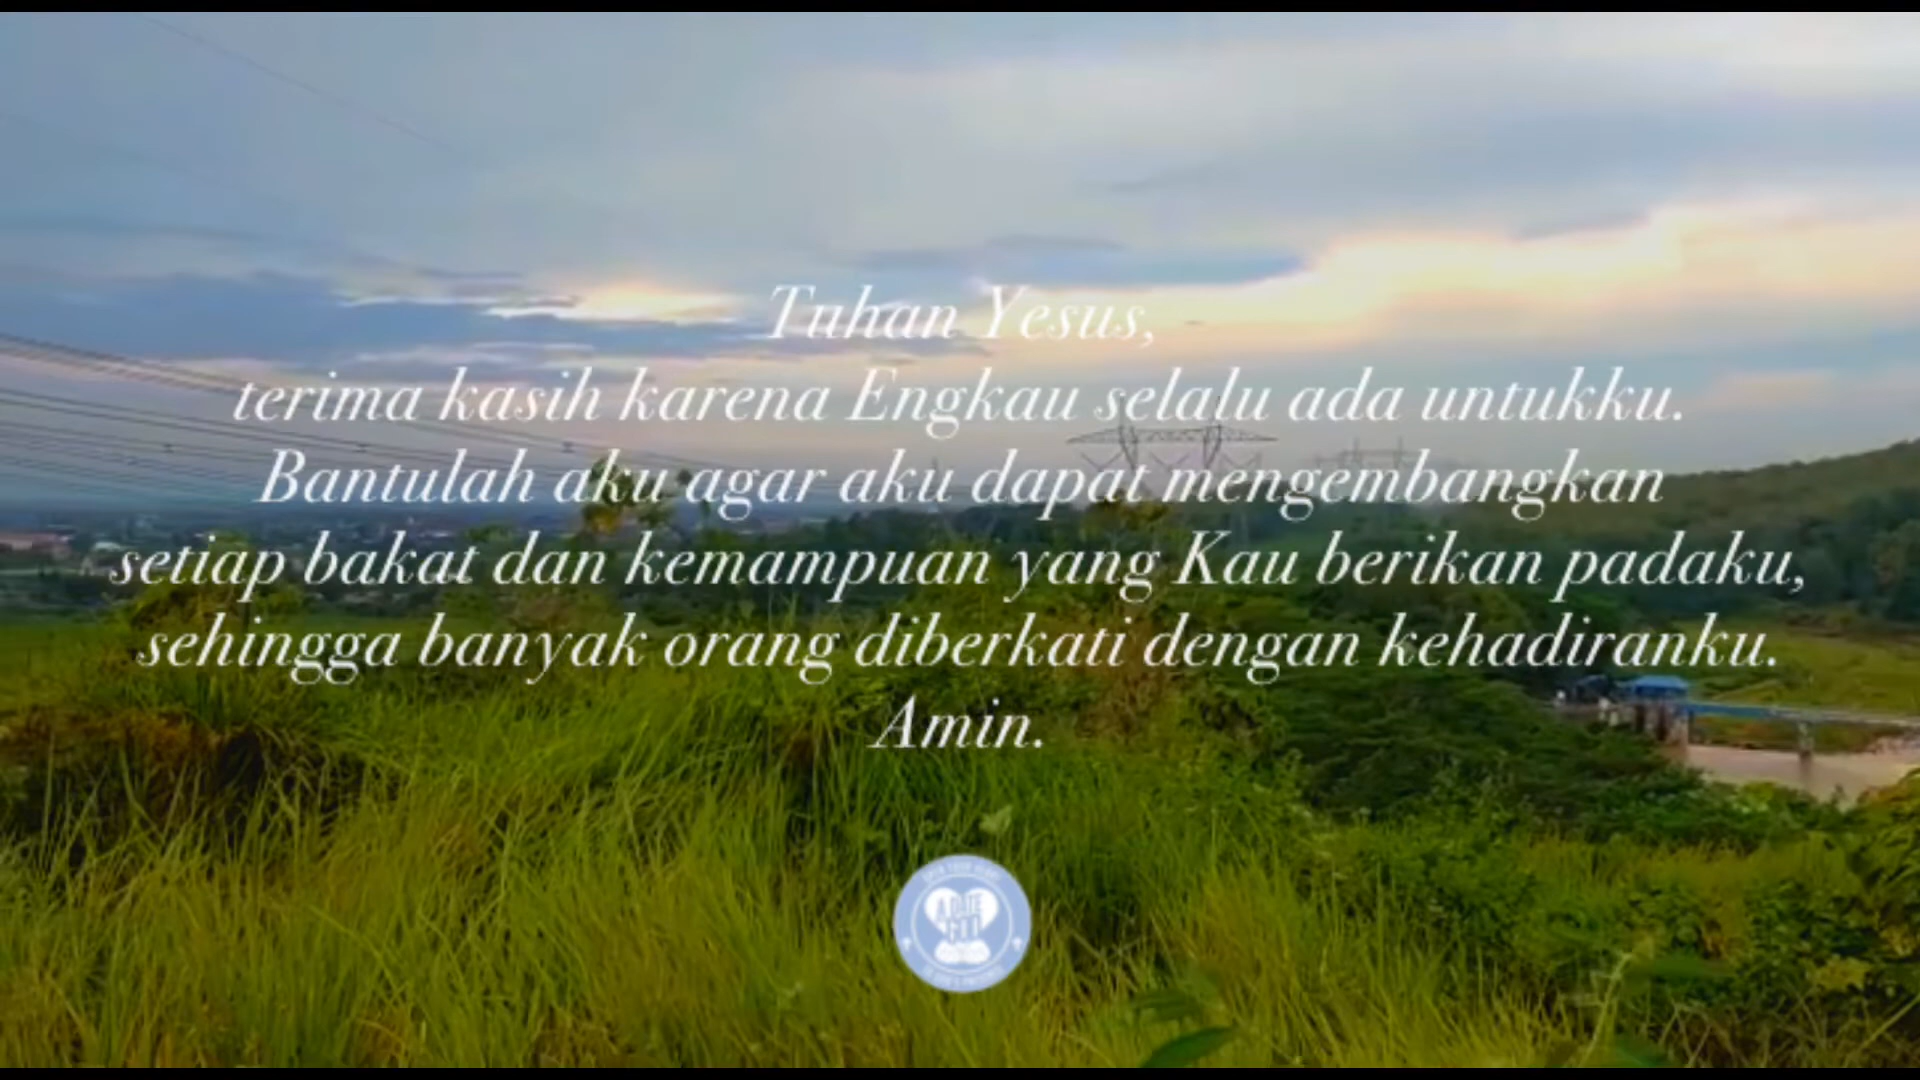 Tuhan Yesus,
terima kasih karena Engkau selalu ada untukku.
Bantulah aku agar aku dapat mengembangkan
setiap bakat dan kemampuan yang Kau berikan padaku,
sehingga banyak orang diberkati dengan kehadiranku.
Amin.
A DATE